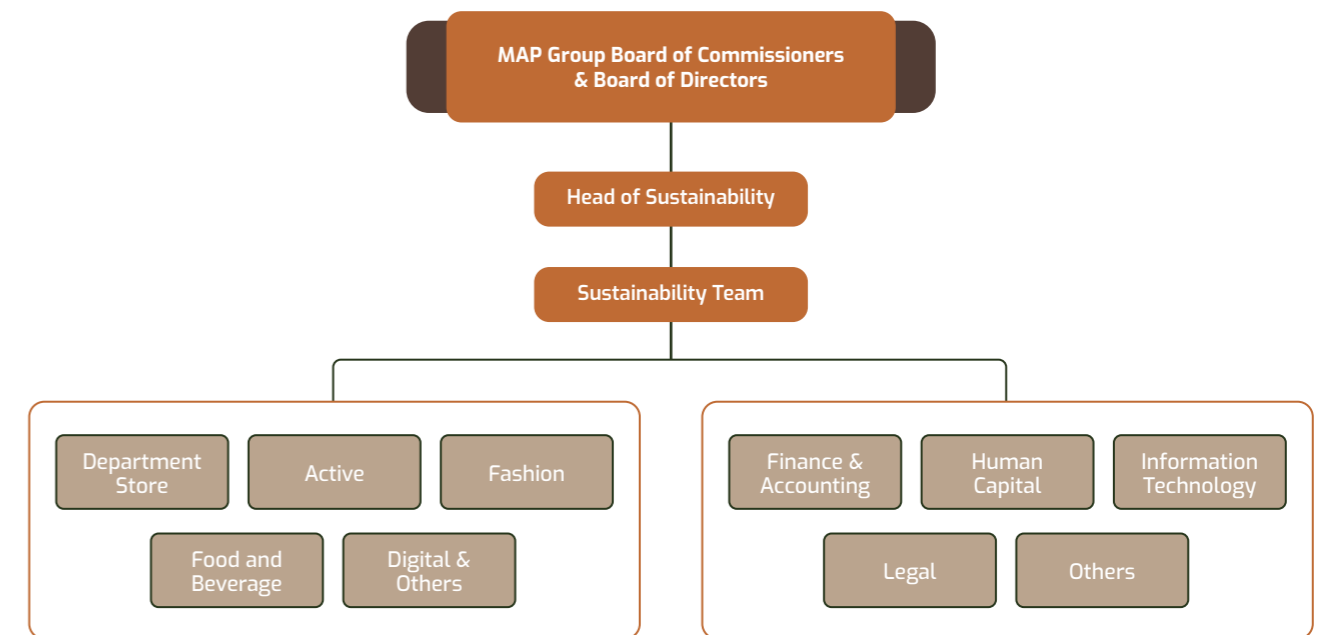 MAP Group Board of Commissioners
& Board of Directors
Head of Sustainability
Sustainability Team
Department
Store
Active
Fashion
Food and
Beverage
Digital &
Others
Finance &
Accounting
Human
Capital
Information
Technology
Legal
Others